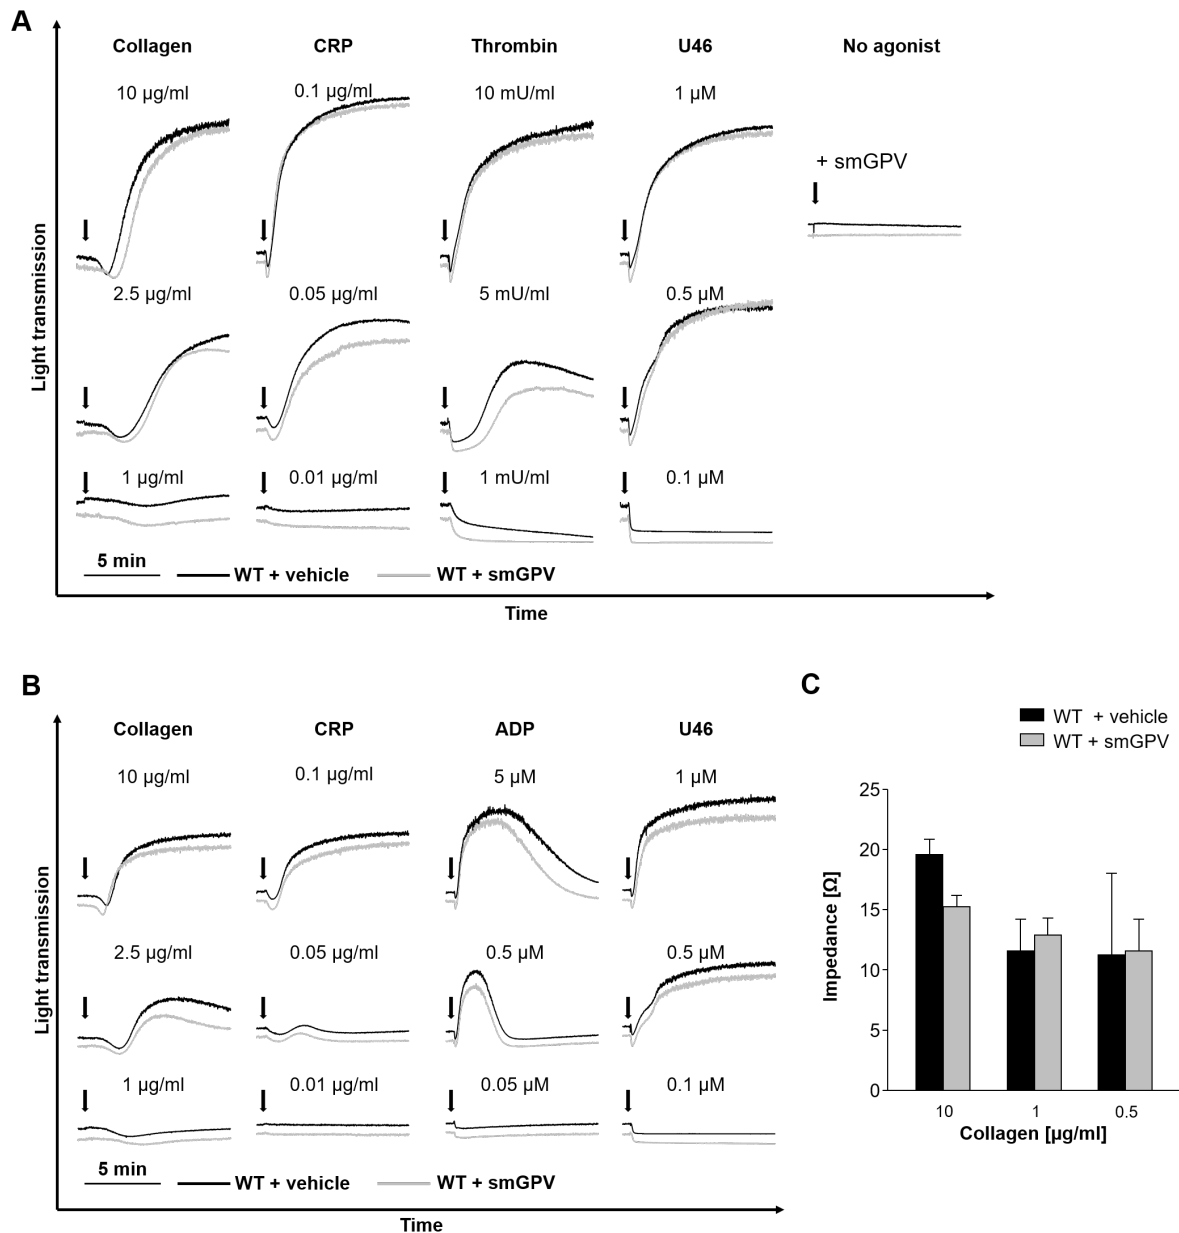 A
Collagen CRP Thrombin U46 No agonist
10 µg/ml 0.1 µg/ml 10 mU/ml 1 µM
+ smGPV
2.5 µg/ml 0.05 µg/ml 5 mU/ml 0.5 µM
1 µg/ml 0.01 µg/ml 1 mU/ml 0.1 µM
Light transmission
5 min WT + vehicle WT + smGPV
Time
B
Collagen CRP ADP U46
10 µg/ml 0.1 µg/ml 5 µM 1 µM
2.5 µg/ml 0.05 µg/ml 0.5 µM 0.5 µM
1 µg/ml 0.01 µg/ml 0.05 µM 0.1 µM
Light transmission
5 min WT + vehicle WT + smGPV
Time
C
WT + vehicle
WT + smGPV
25
20
15
10
5
0
Impedance [Ω]
10 1 0.5
Collagen [µg/ml]